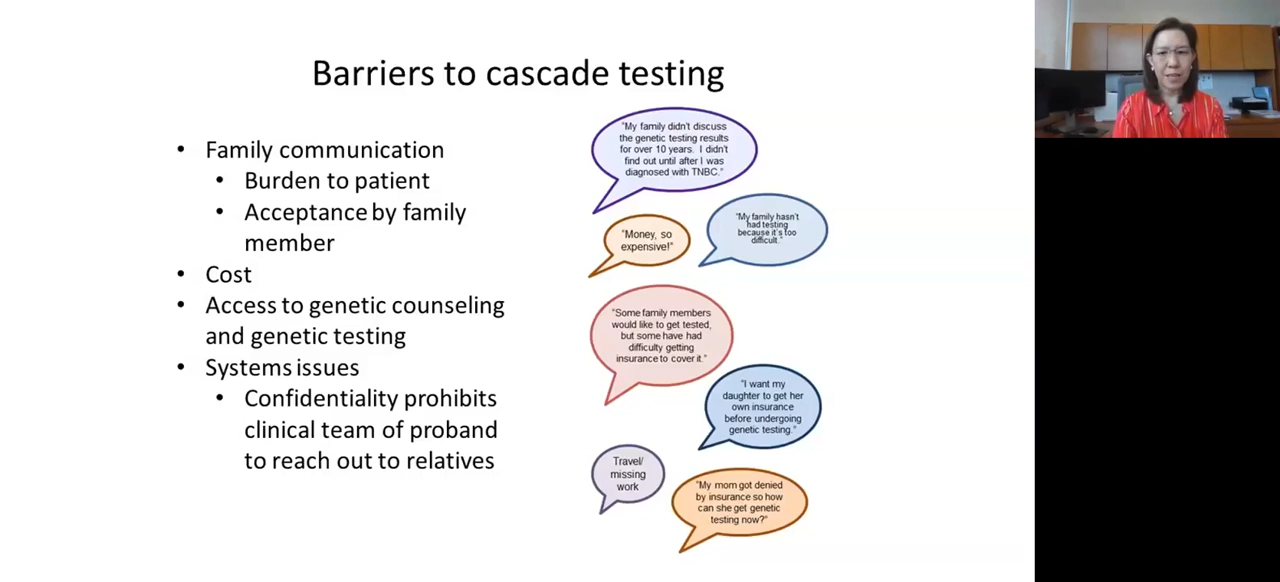 Barriers to cascade testing
• Family communication
• Burden to patient
• Acceptance by family
member
• Cost
• Access to genetic counseling
and genetic testing
• Systems issues
• Confidentiality prohibits
clinical team of proband
to reach out to relatives
"My family didn't discuss
the genetic testing results
for over 10 years. I didn't
find out until after I was
diagnosed with TNBC."
"Money, so
expensive!"
"My family hasn't
had testing
because it's too
difficult."
"Some family members
would like to get tested,
but some have had
difficulty getting
insurance to cover it."
"I want my
daughter to get her
own insurance
before undergoing
genetic testing."
Travel/
missing
work
"My mom got denied
by insurance so how
can she get genetic
testing now?"